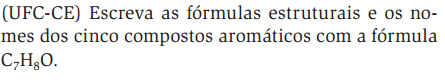 (UFC-CE) Escreva as fórmulas estruturais e os no-
mes dos cinco compostos aromáticos com a fórmula
C₇H₈O.